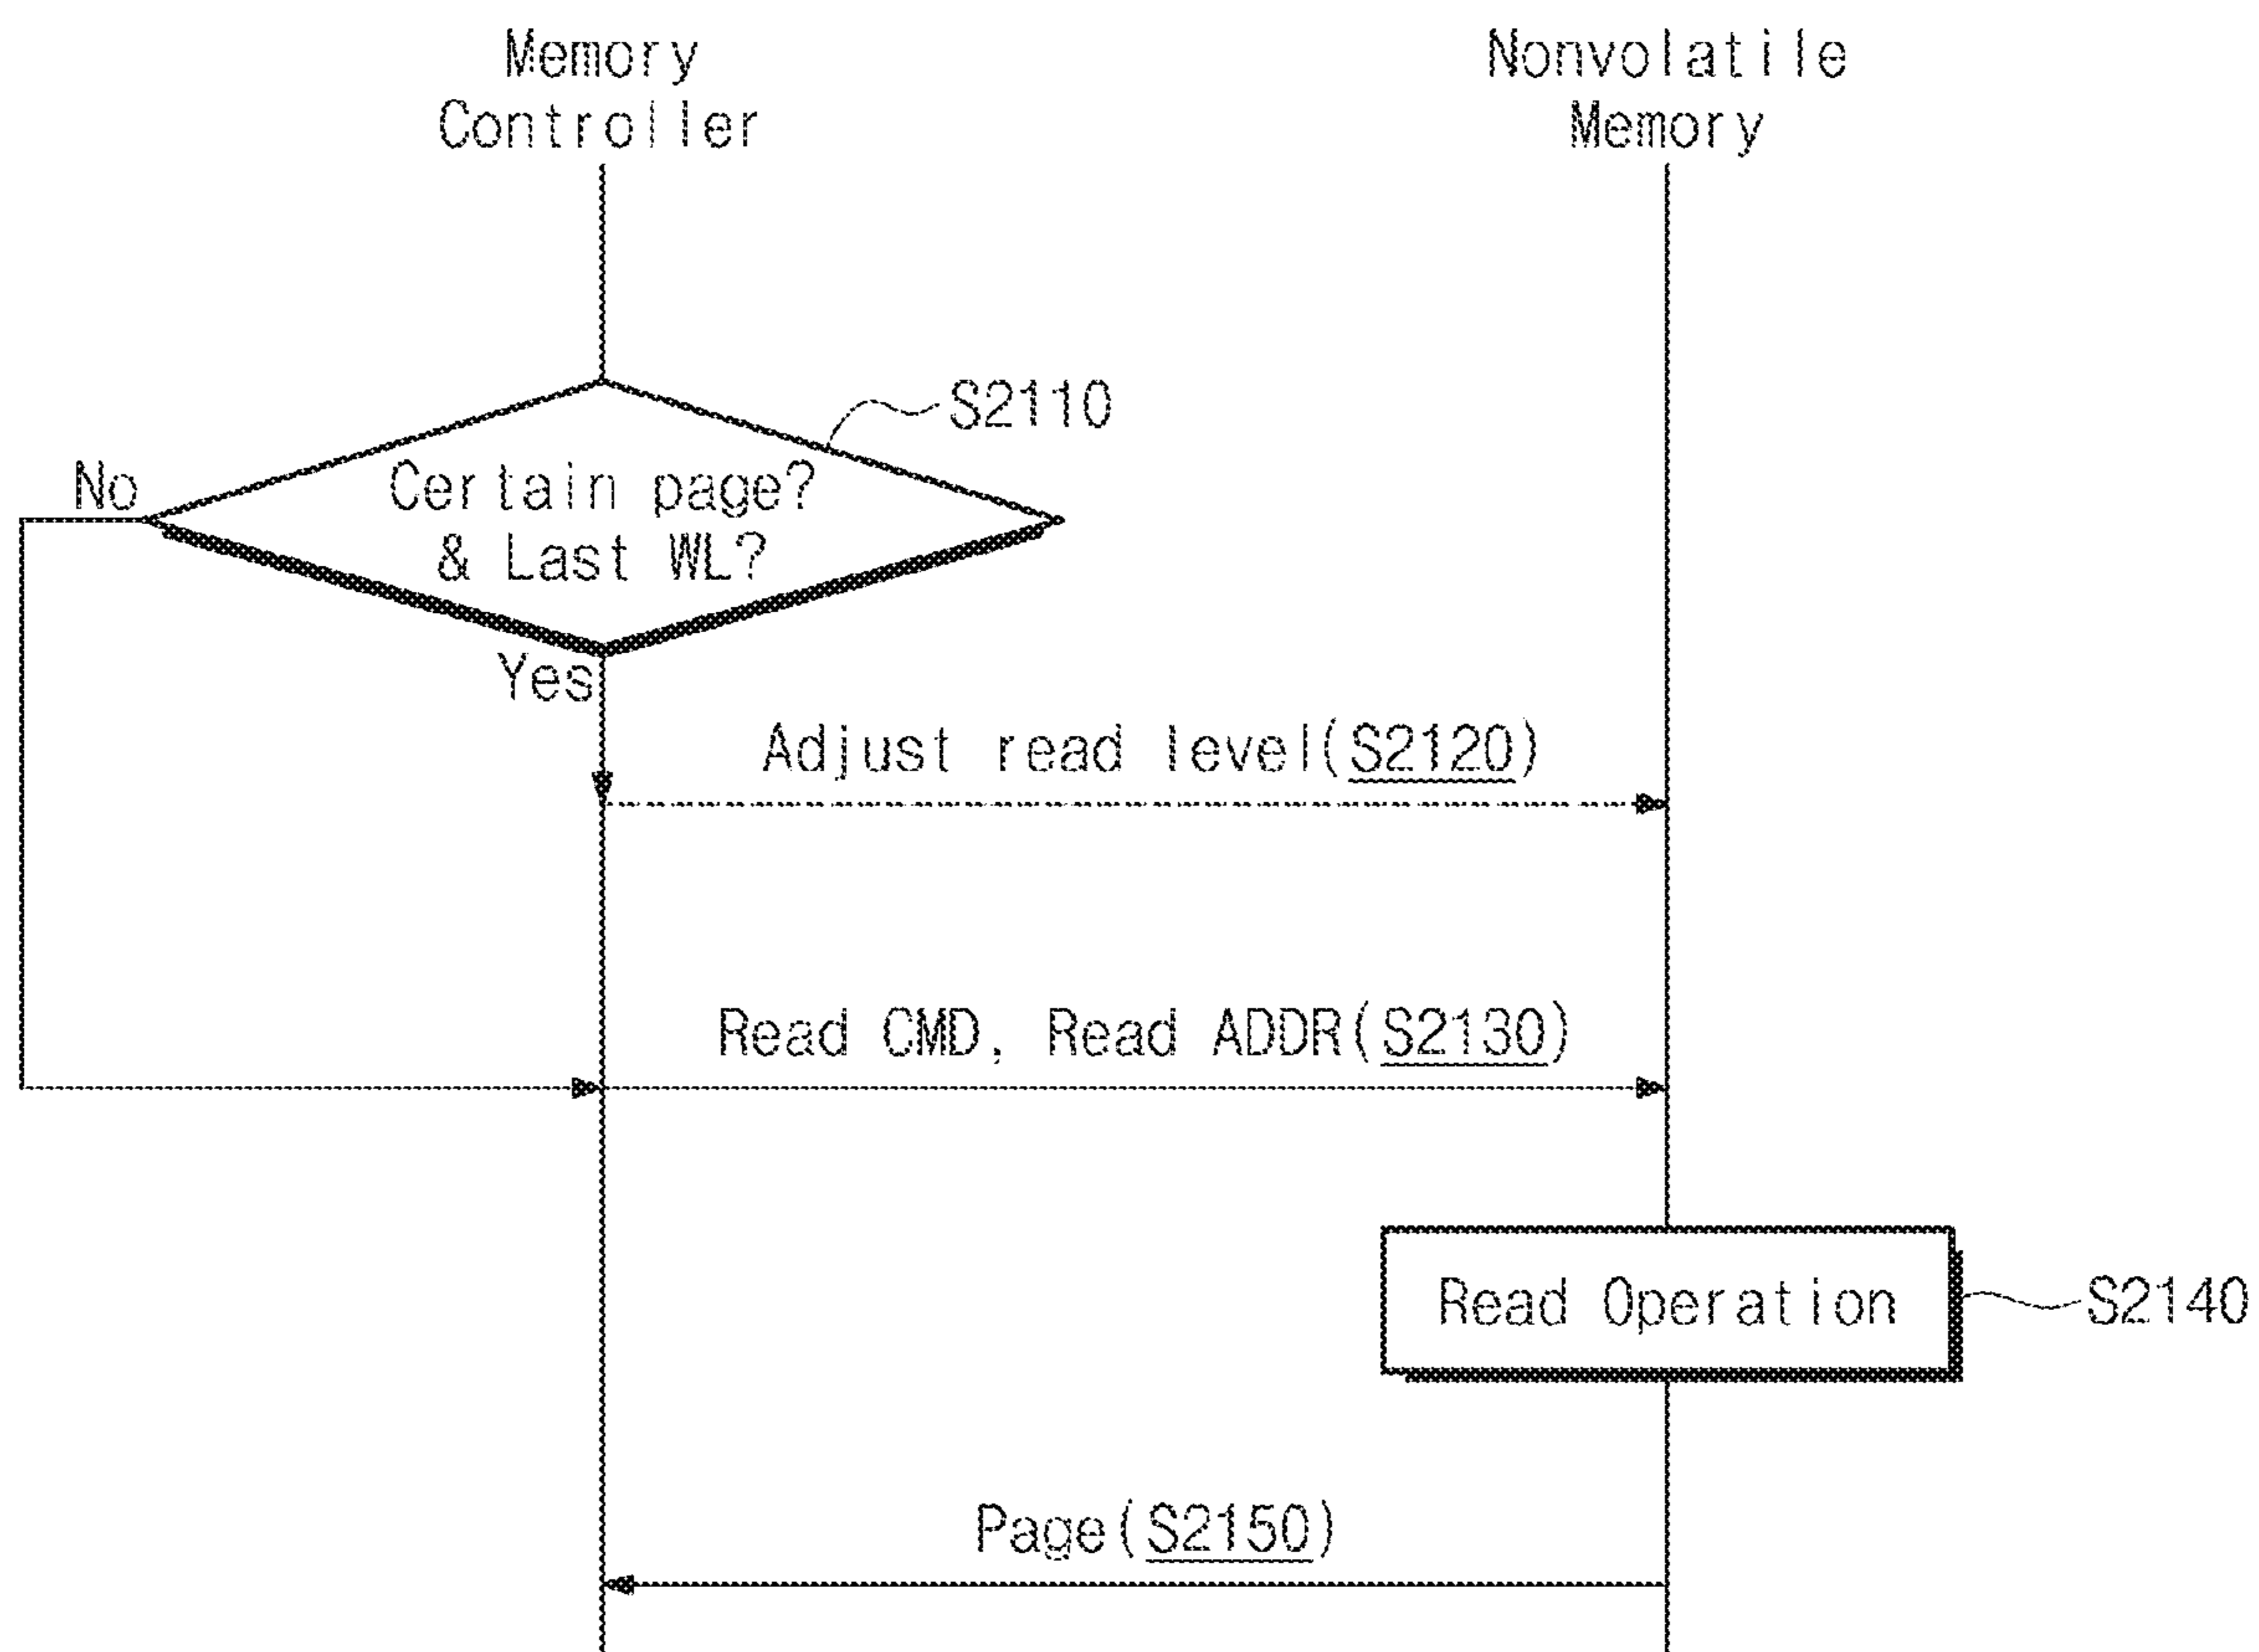 Memory
Controller
Nonvolatile
Memory
S2110
No
Certain page?
& Last WL?
Yes
Adjust read level(S2120)
Read CMD, Read ADDR(S2130)
Read Operation
S2140
Page(S2150)